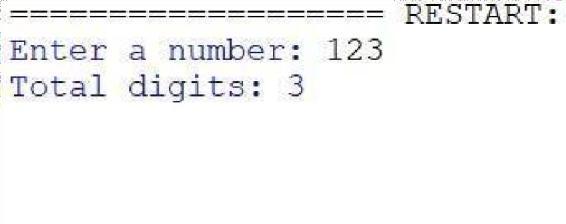 =================== RESTART:
Enter a number: 123
Total digits: 3